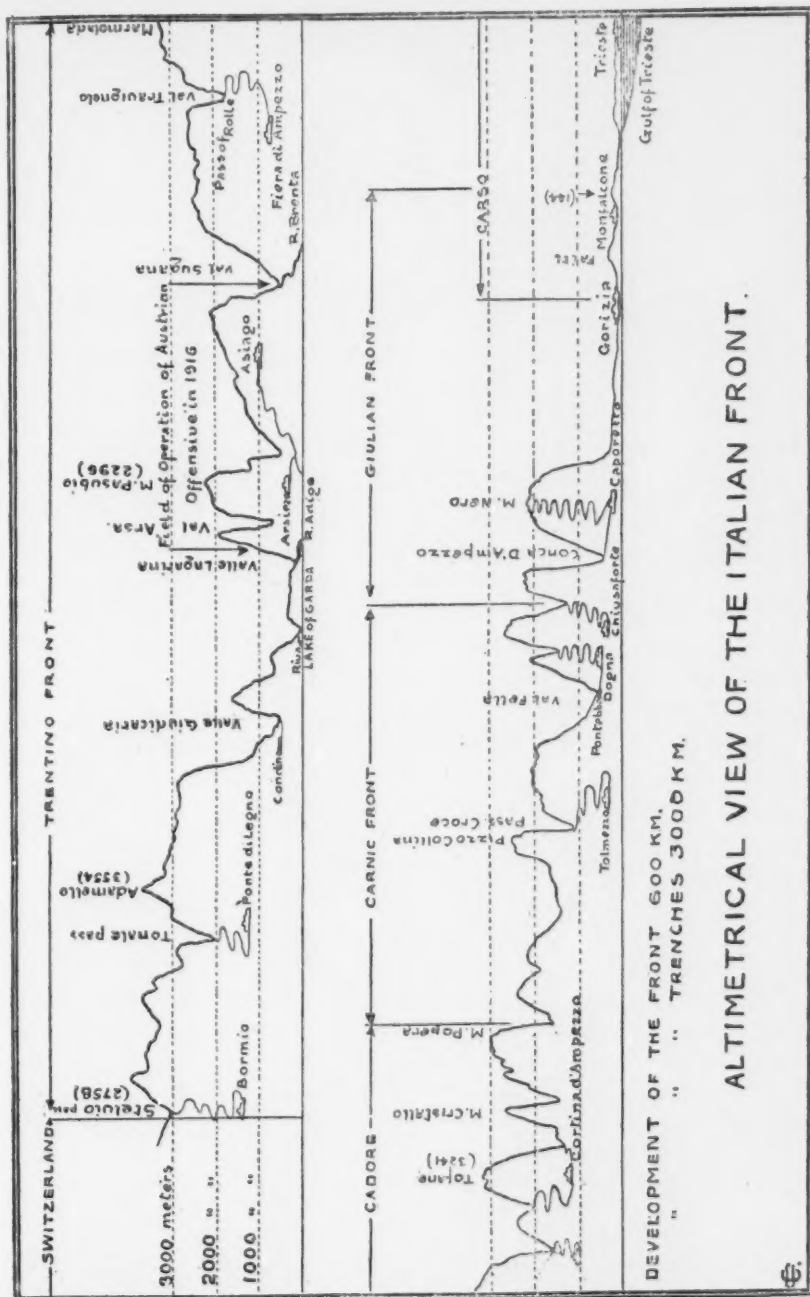 SWITZERLAND
TRENTINO FRONT
3000 meters
2000 " "
1000 " "
Stelvio pass
(2758)
Bormio
Tonale pass
Ponte di Legno
Adamello
(3554)
Condino
Valle Giudicaria
Riva
LAKE of GARDA
Valle Lagarina
R. Adige
Val Arsa.
Arsiero
M. Pasubio
(2296)
Field of Operation of Austrian
Offensive in 1916
Asiago
Val Sugana
R. Brenta
Pass of Rolle
Fiera di Ampezzo
Val Travignolo
Marmolada
CADORE
CARNIC FRONT
GIULIAN FRONT
CARSO
Tofane
(3241)
Cortina d'Ampezzo
M. Cristallo
M. Popera
Pizzo Collina
Pass Croce
Tolmezzo
Pontebba
Val Fella
Dogna
Chiusaforte
Conca D'Ampezzo
M. Nero
Caporetto
Gorizia
Monfalcone
(144)
Trieste
Gulf of Trieste
DEVELOPMENT OF THE FRONT 600 KM.
" " " TRENCHES 3000 KM.
ALTIMETRICAL VIEW OF THE ITALIAN FRONT.